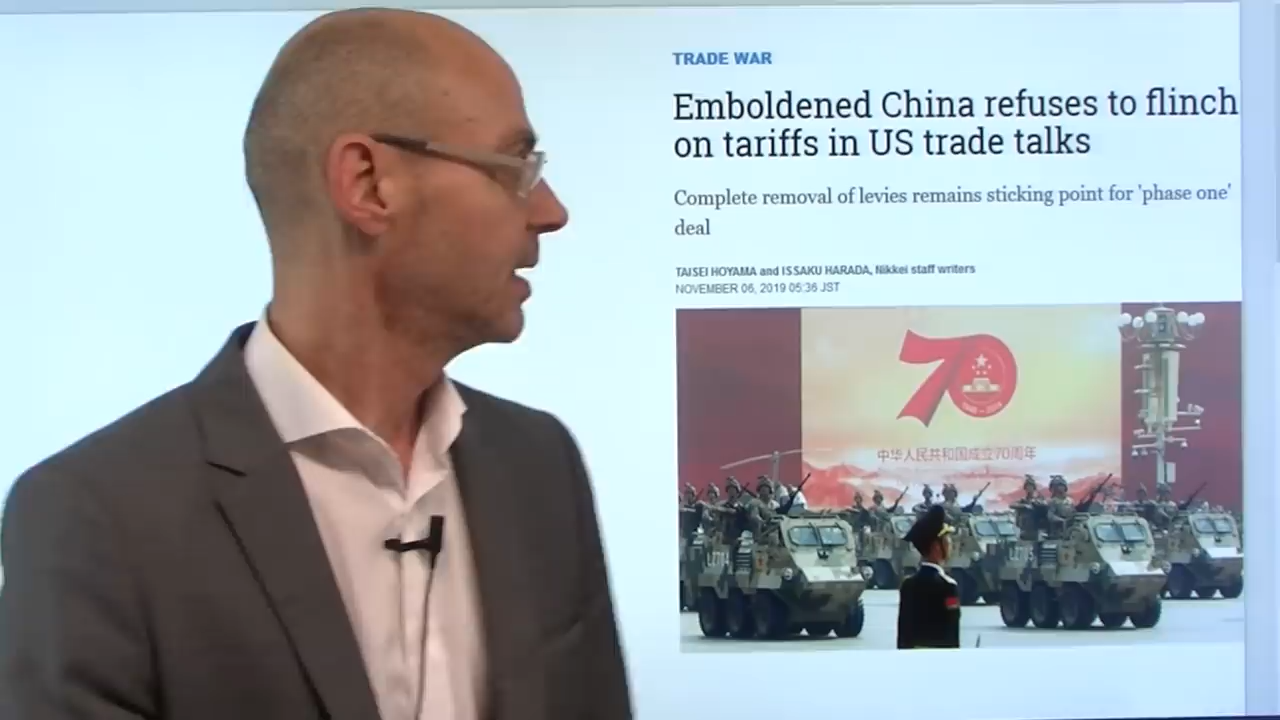 TRADE WAR
Emboldened China refuses to flinch
on tariffs in US trade talks
Complete removal of levies remains sticking point for 'phase one'
deal
TAISEI HOYAMA and ISSAKU HARADA, Nikkei staff writers
NOVEMBER 06, 2019 05:36 JST
70
中华人民共和国成立70周年